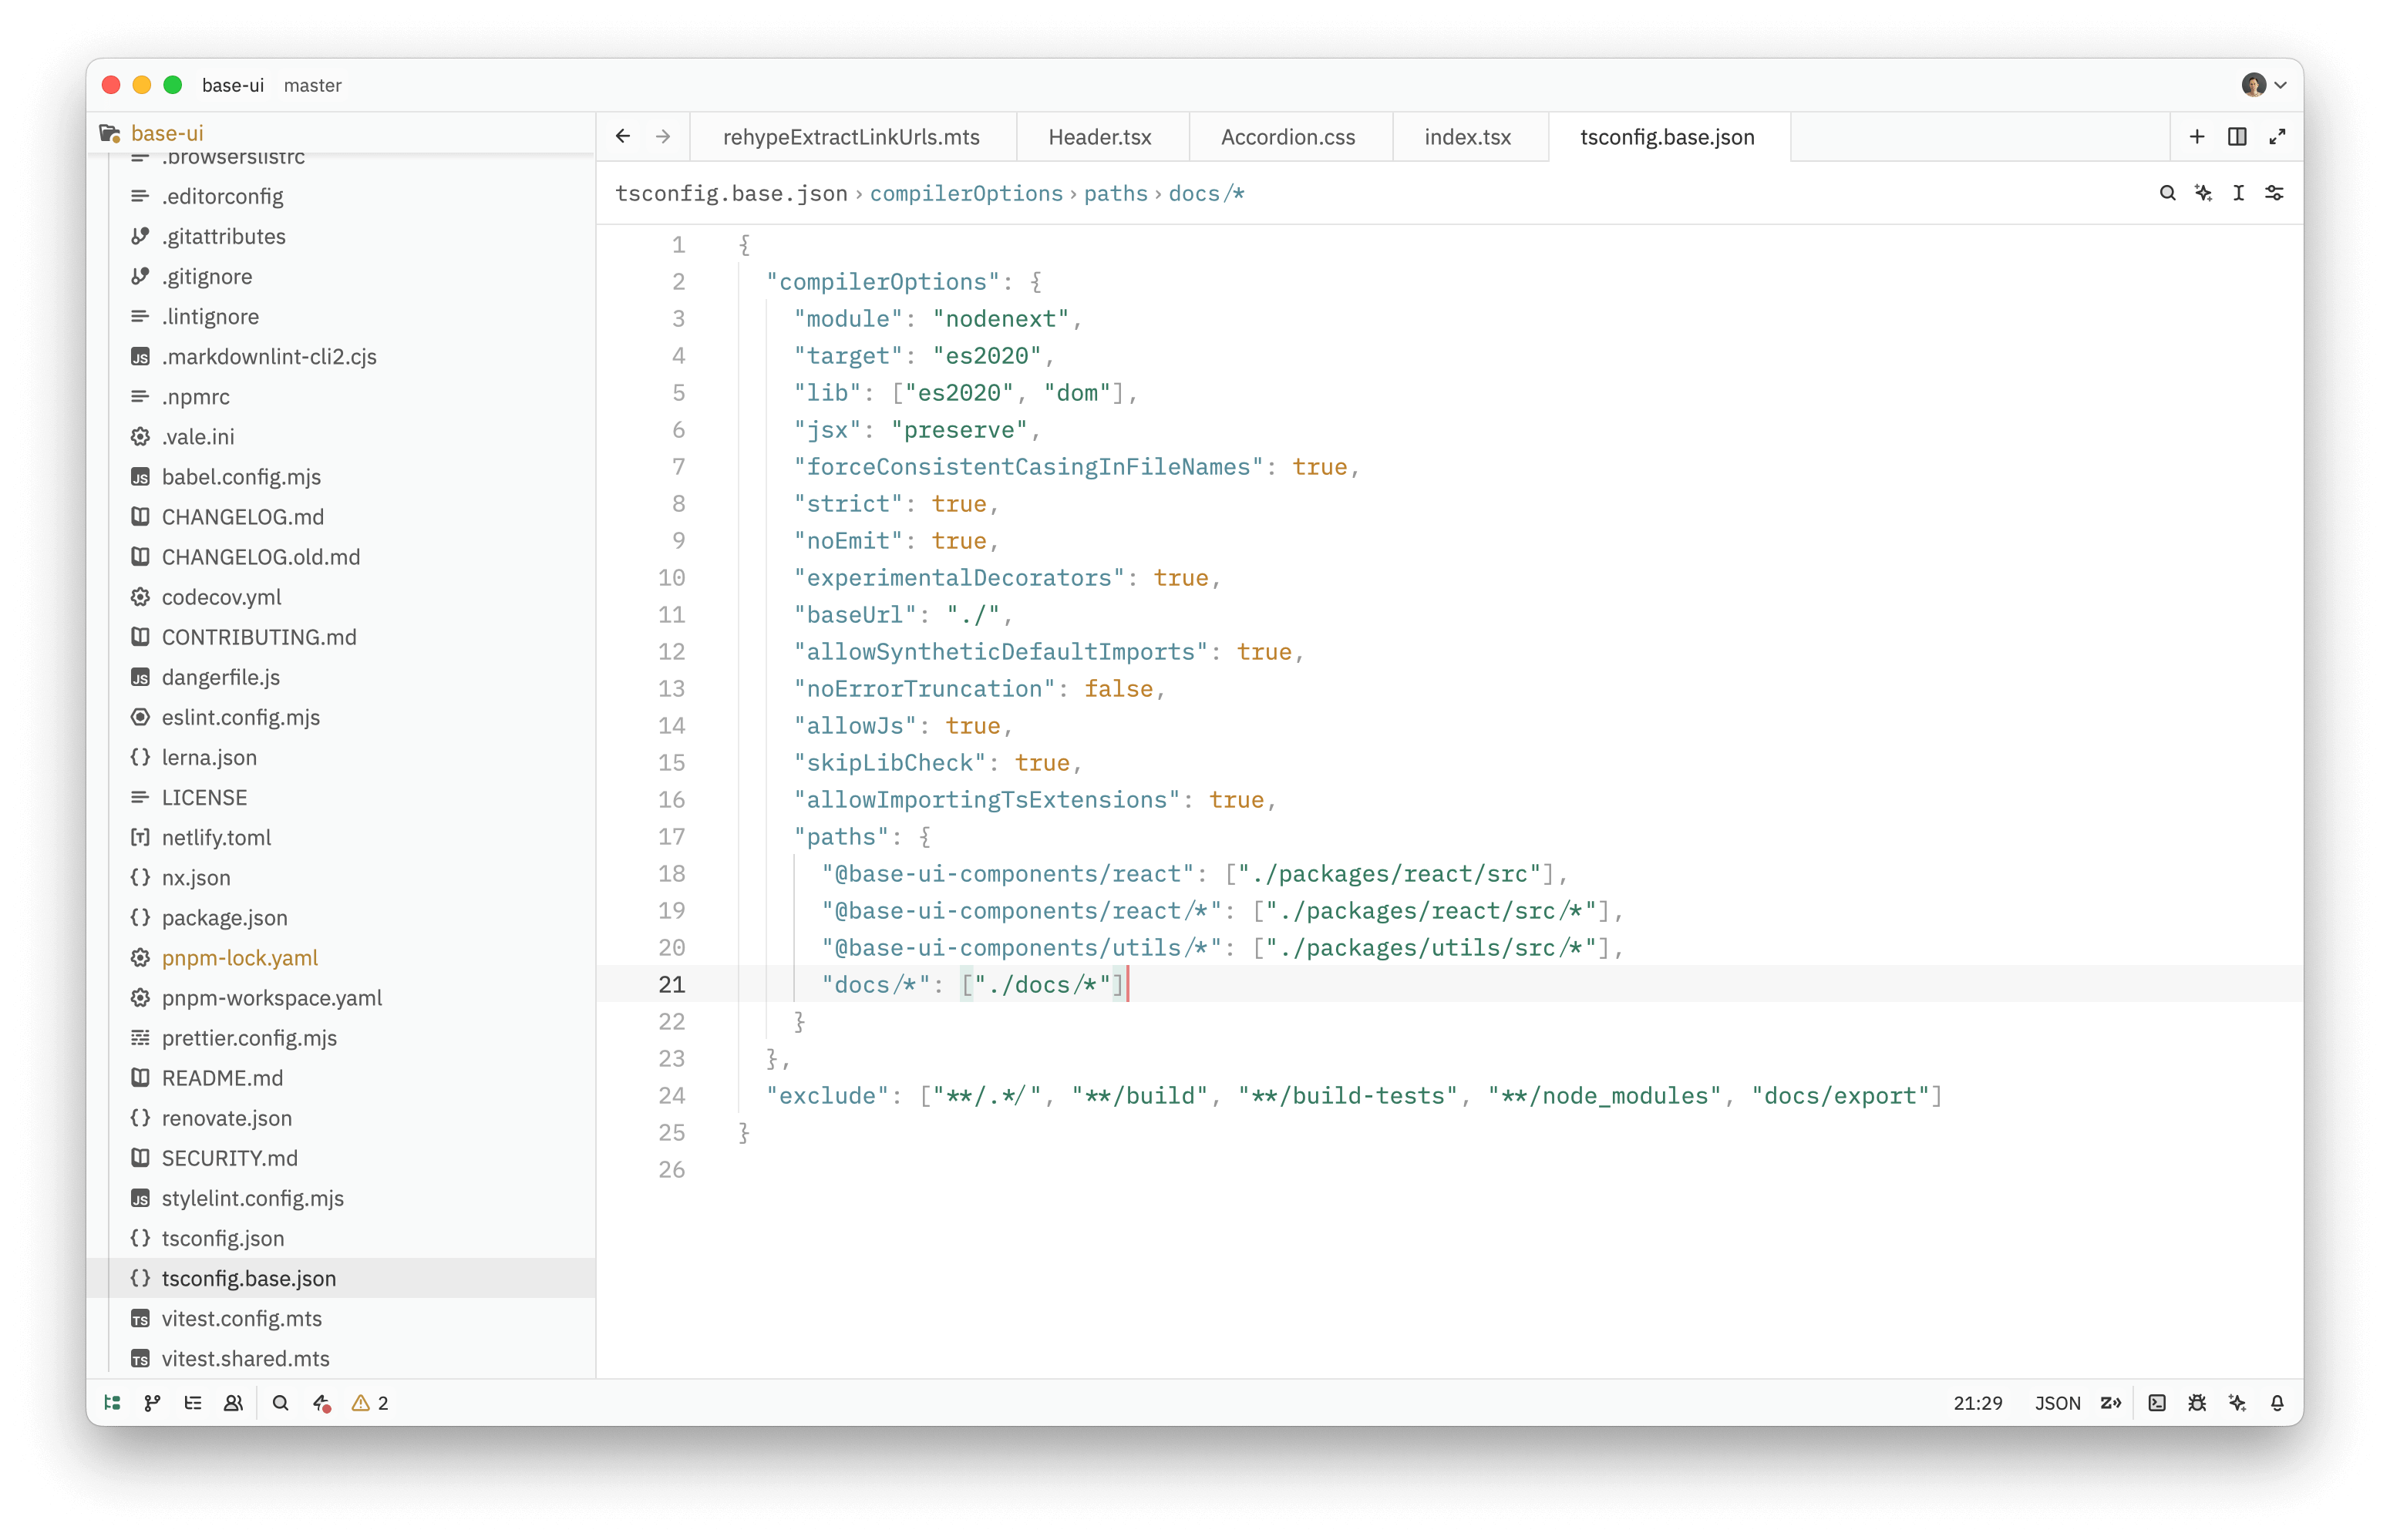 base-ui master
base-ui
.browserslistrc
.editorconfig
.gitattributes
.gitignore
.lintignore
.markdownlint-cli2.cjs
.npmrc
.vale.ini
babel.config.mjs
CHANGELOG.md
CHANGELOG.old.md
codecov.yml
CONTRIBUTING.md
dangerfile.js
eslint.config.mjs
lerna.json
LICENSE
netlify.toml
nx.json
package.json
pnpm-lock.yaml
pnpm-workspace.yaml
prettier.config.mjs
README.md
renovate.json
SECURITY.md
stylelint.config.mjs
tsconfig.json
tsconfig.base.json
vitest.config.mts
vitest.shared.mts
rehypeExtractLinkUrls.mts Header.tsx Accordion.css index.tsx tsconfig.base.json
tsconfig.base.json › compilerOptions › paths › docs/*
1 {
2   "compilerOptions": {
3     "module": "nodenext",
4     "target": "es2020",
5     "lib": ["es2020", "dom"],
6     "jsx": "preserve",
7     "forceConsistentCasingInFileNames": true,
8     "strict": true,
9     "noEmit": true,
10     "experimentalDecorators": true,
11     "baseUrl": "./",
12     "allowSyntheticDefaultImports": true,
13     "noErrorTruncation": false,
14     "allowJs": true,
15     "skipLibCheck": true,
16     "allowImportingTsExtensions": true,
17     "paths": {
18       "@base-ui-components/react": ["./packages/react/src"],
19       "@base-ui-components/react/*": ["./packages/react/src/*"],
20       "@base-ui-components/utils/*": ["./packages/utils/src/*"],
21       "docs/*": ["./docs/*"]
22     }
23   },
24   "exclude": ["**/.*/", "**/build", "**/build-tests", "**/node_modules", "docs/export"]
25 }
26
2 21:29 JSON